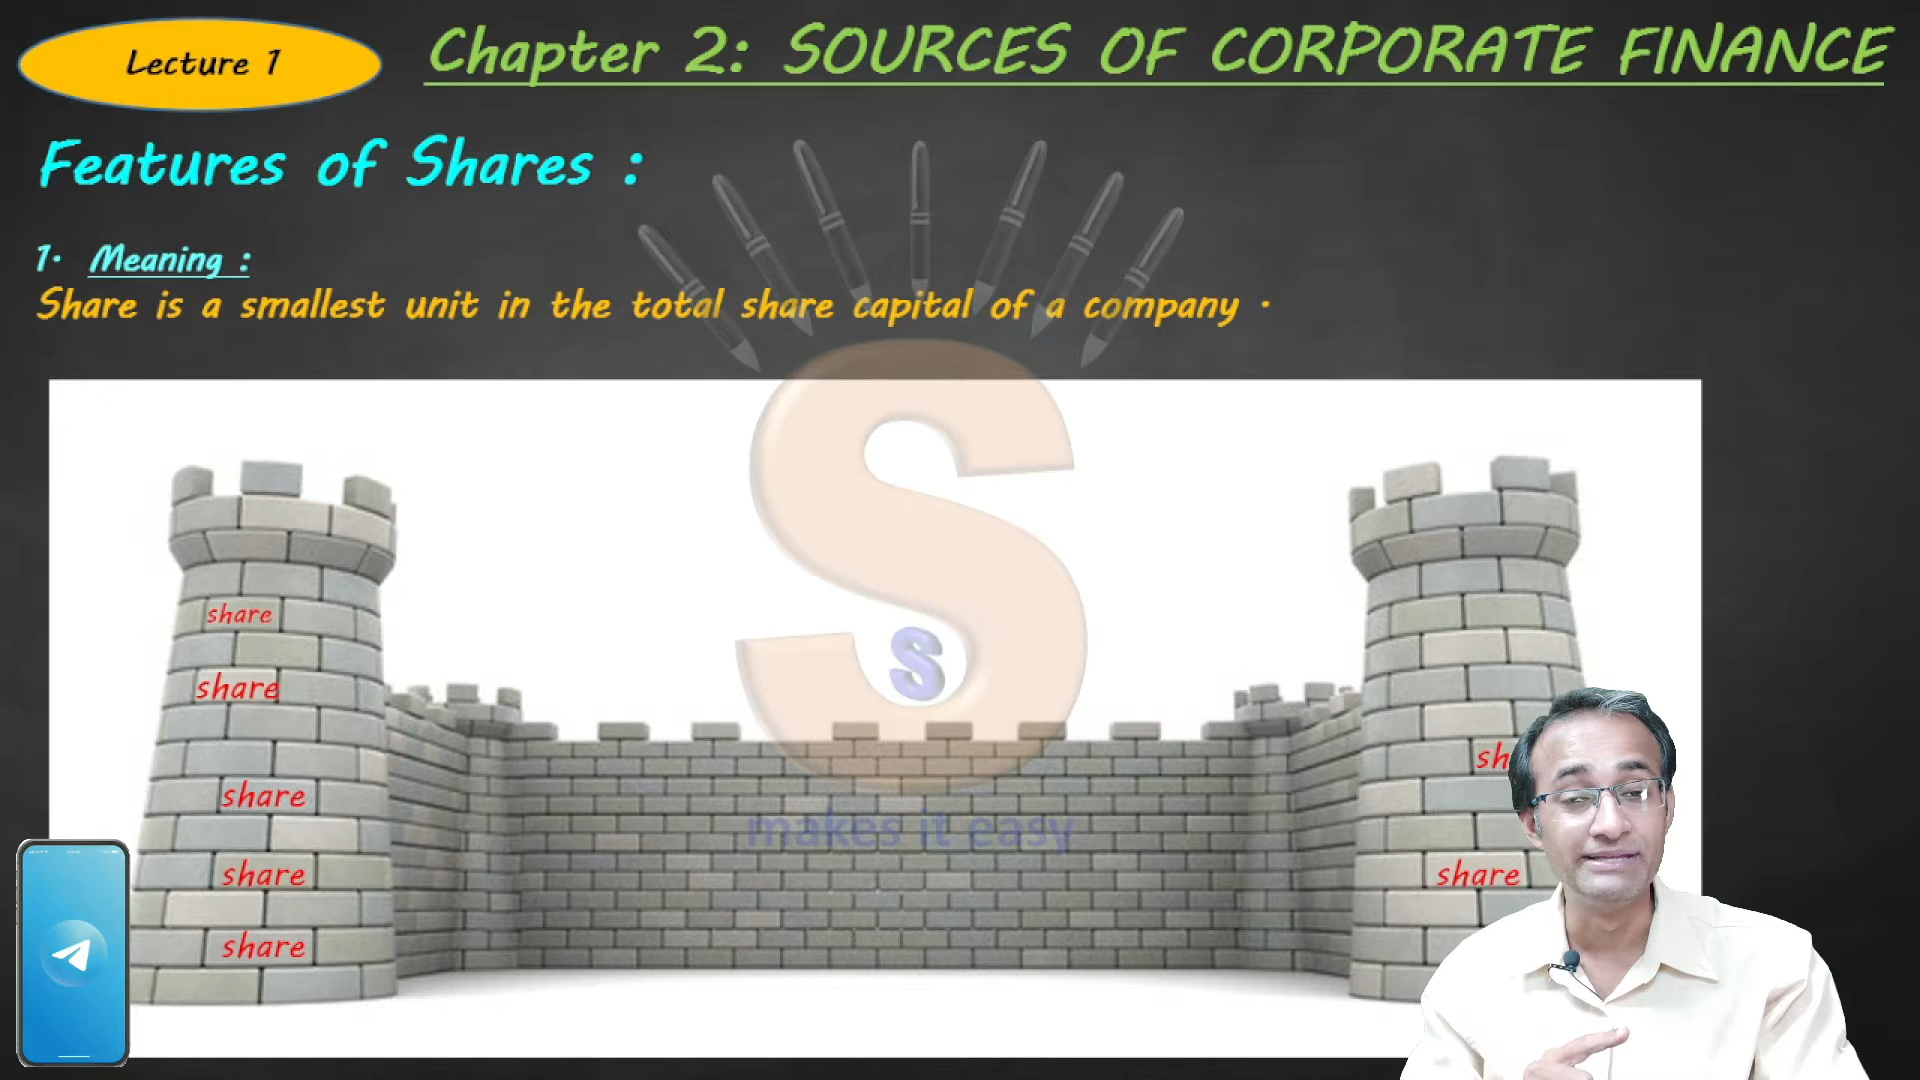 Lecture 1
Chapter 2: SOURCES OF CORPORATE FINANCE
Features of Shares :
1. Meaning :
Share is a smallest unit in the total share capital of a company .
S
S
makes it easy
share
share
share
share
share
sh
share